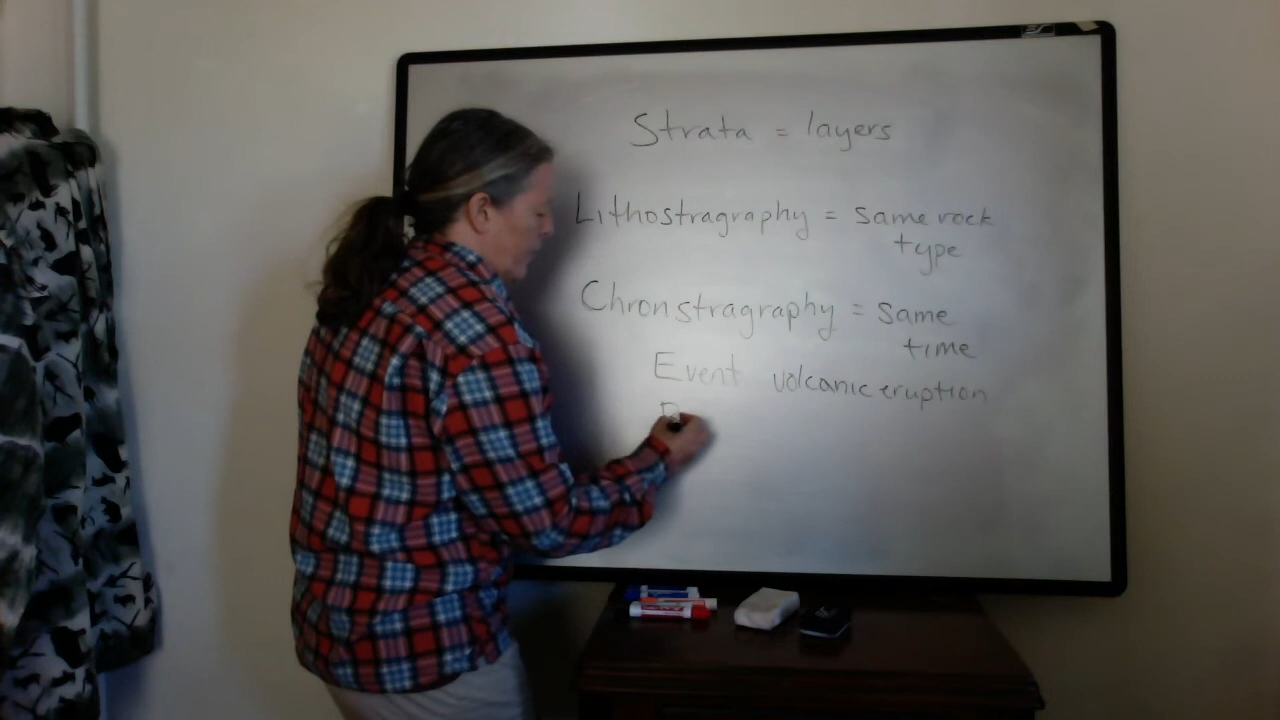 Strata = layers
Lithostragraphy = same rock
type
Chronstragraphy = same
time
Event volcanic eruption